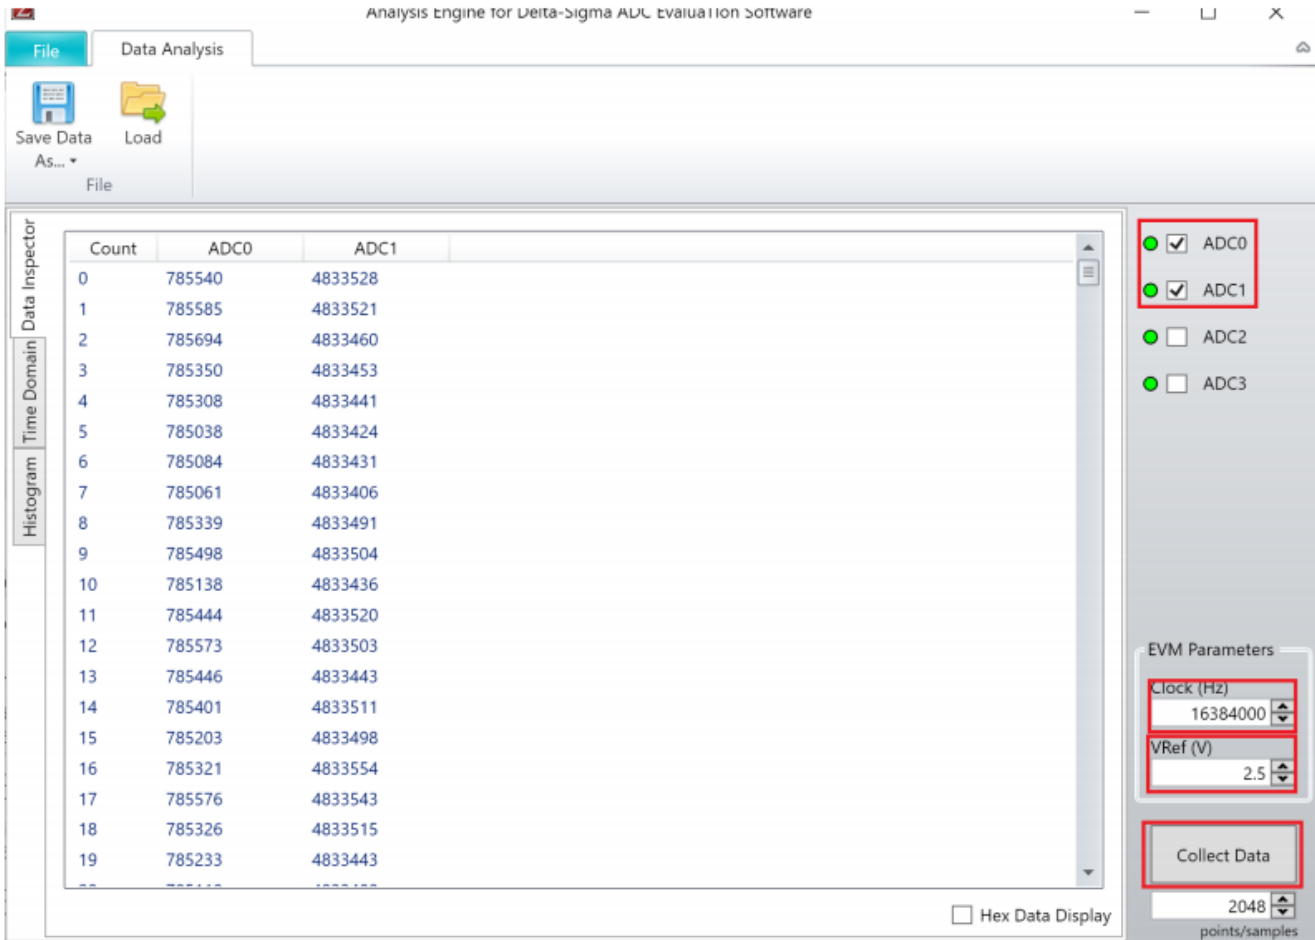 Analysis Engine for Delta-Sigma ADC Evaluation Software
File Data Analysis
Save Data As... Load
File
Data Inspector
Time Domain
Histogram
Count ADC0 ADC1
0 785540 4833528
1 785585 4833521
2 785694 4833460
3 785350 4833453
4 785308 4833441
5 785038 4833424
6 785084 4833431
7 785061 4833406
8 785339 4833491
9 785498 4833504
10 785138 4833436
11 785444 4833520
12 785573 4833503
13 785446 4833443
14 785401 4833511
15 785203 4833498
16 785321 4833554
17 785576 4833543
18 785326 4833515
19 785233 4833443
Hex Data Display
ADC0
ADC1
ADC2
ADC3
EVM Parameters
Clock (Hz)
16384000
VRef (V)
2.5
Collect Data
2048
points/samples